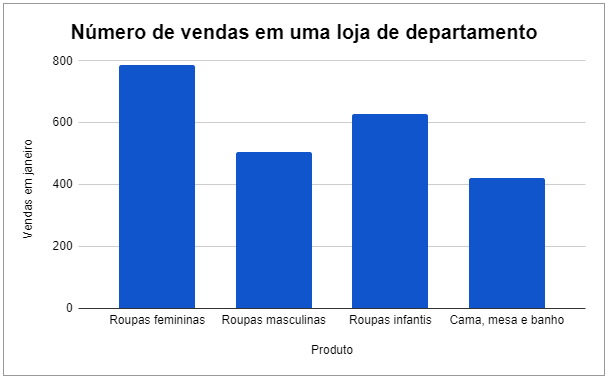 Número de vendas em uma loja de departamento
Vendas em janeiro
800
600
400
200
0
Roupas femininas
Roupas masculinas
Roupas infantis
Cama, mesa e banho
Produto